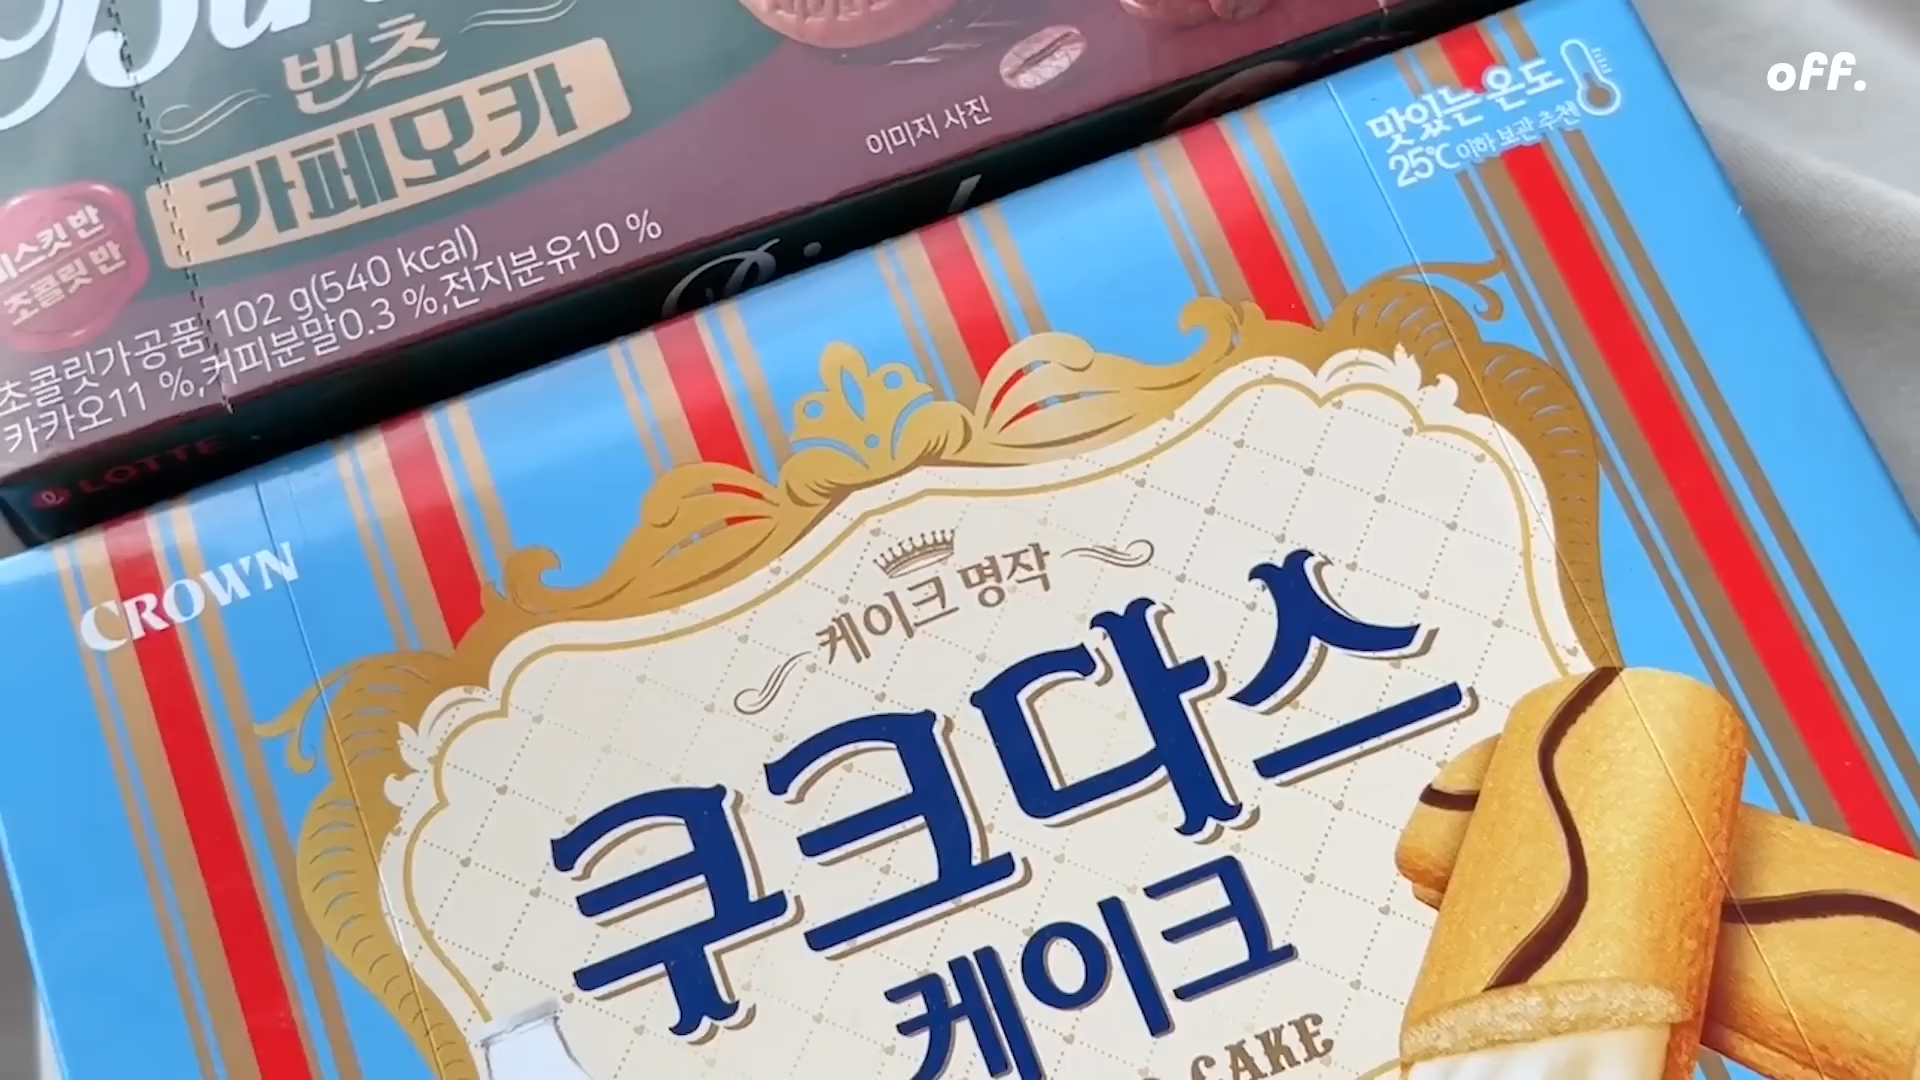 off.
빈츠
카페모카
이미지 사진
비스킷 반
초콜릿 반
초콜릿가공품 102 g(540 kcal)
카카오11 %,커피분말0.3 %,전지분유10 %
LOTTE
맛있는 온도
25℃ 이하 보관 추천
CROWN
케이크 명작
쿠크다스
케이크
CAKE